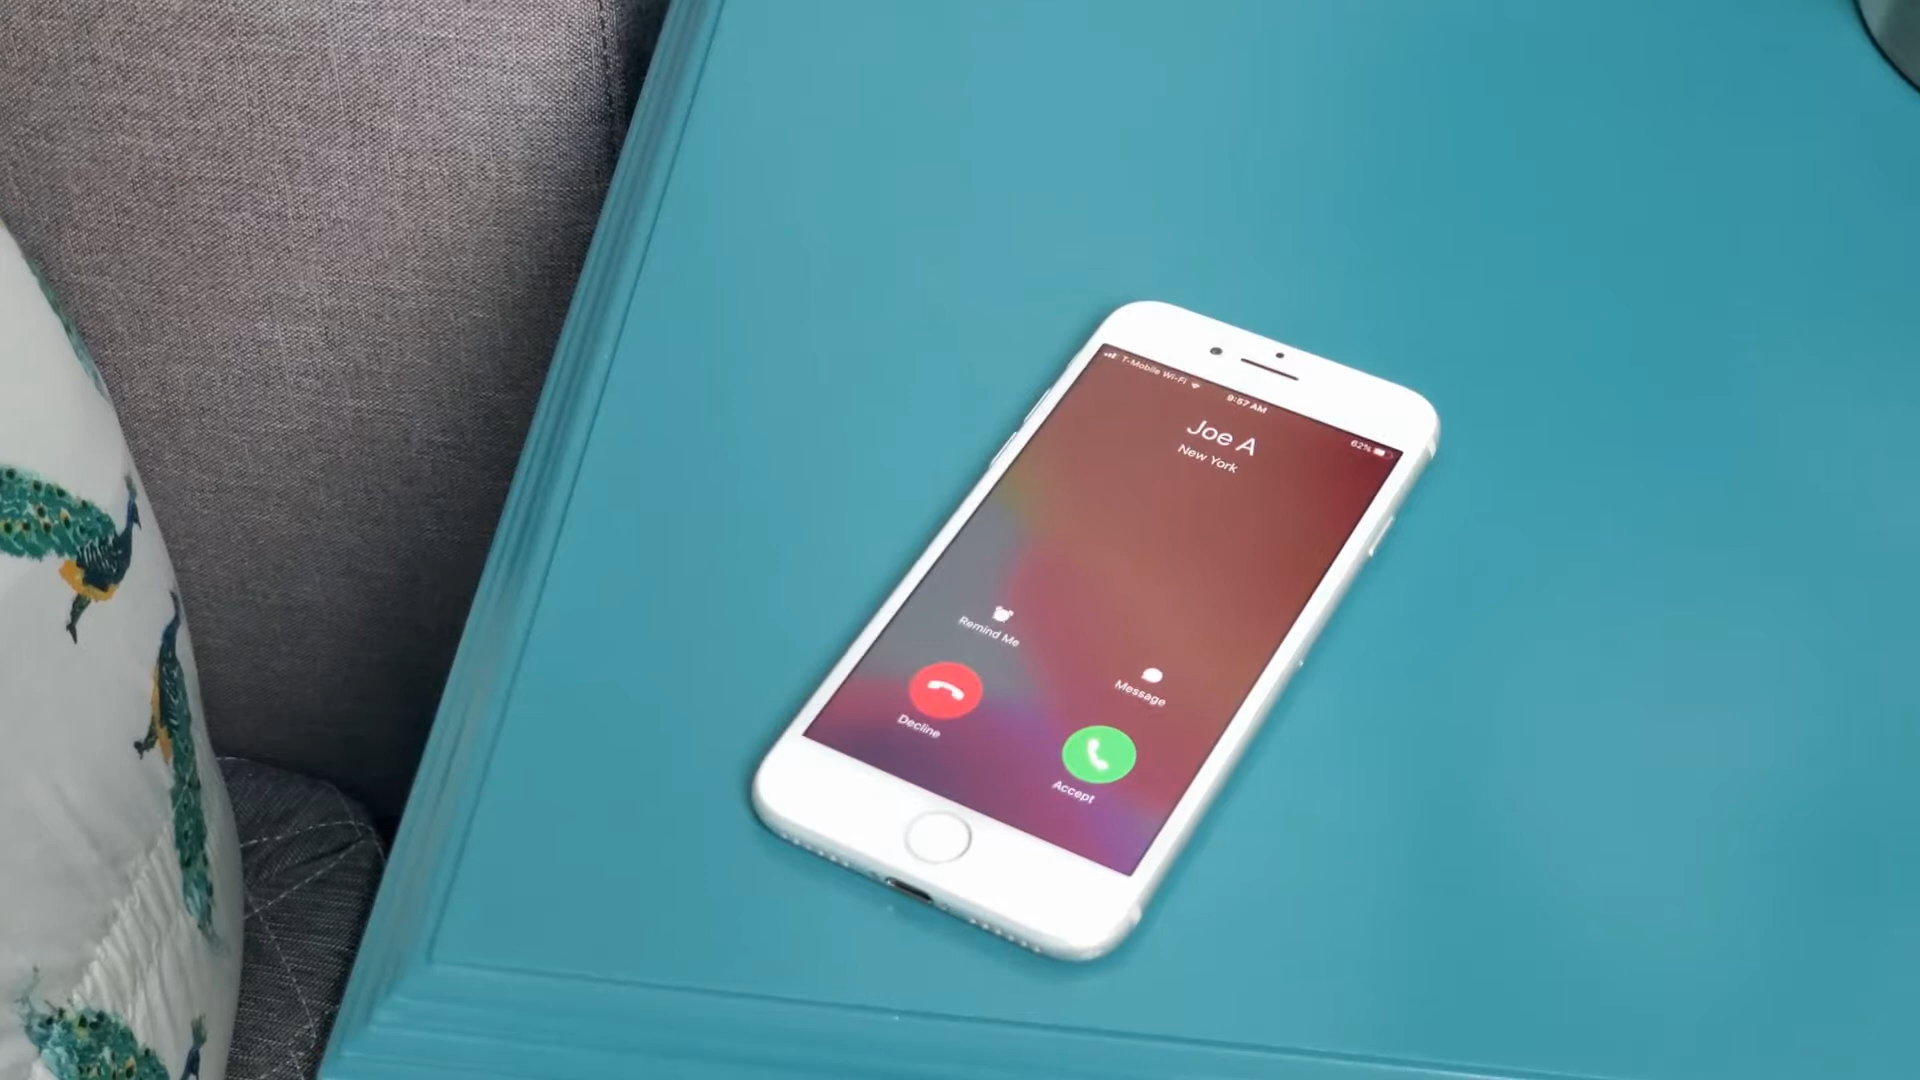 T-Mobile Wi-Fi
9:57 AM
62%
Joe A
New York
Remind Me
Message
Decline
Accept